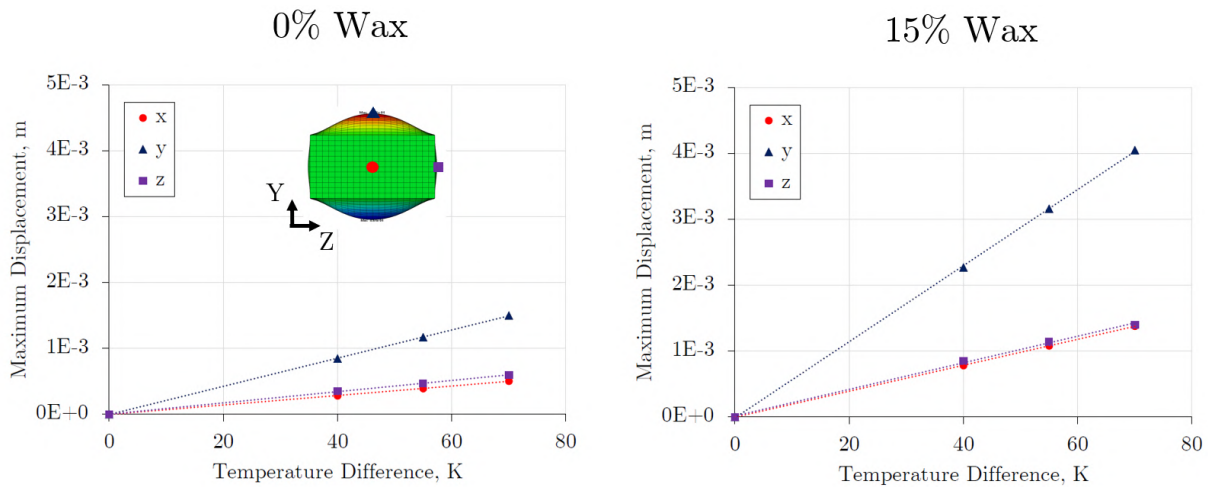 0% Wax
5E-3
4E-3
3E-3
2E-3
1E-3
0E+0
Maximum Displacement, m
x
y
z
Y
Z
0
20
40
60
80
Temperature Difference, K
15% Wax
5E-3
4E-3
3E-3
2E-3
1E-3
0E+0
Maximum Displacement, m
x
y
z
0
20
40
60
80
Temperature Difference, K